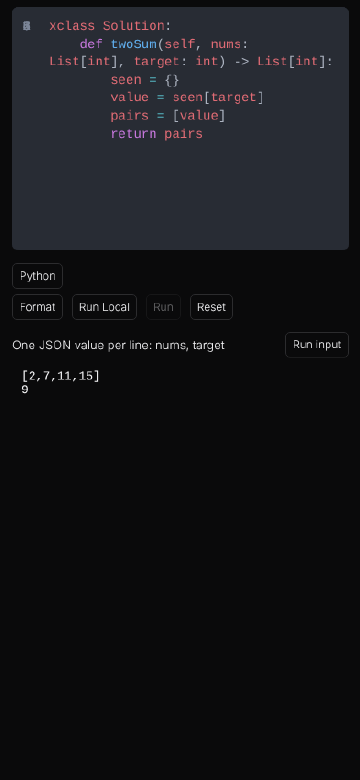 xclass Solution:
    def twoSum(self, nums:
List[int], target: int) -> List[int]:
        seen = {}
        value = seen[target]
        pairs = [value]
        return pairs
Python
Format Run Local Run Reset
One JSON value per line: nums, target Run input
[2,7,11,15]
9